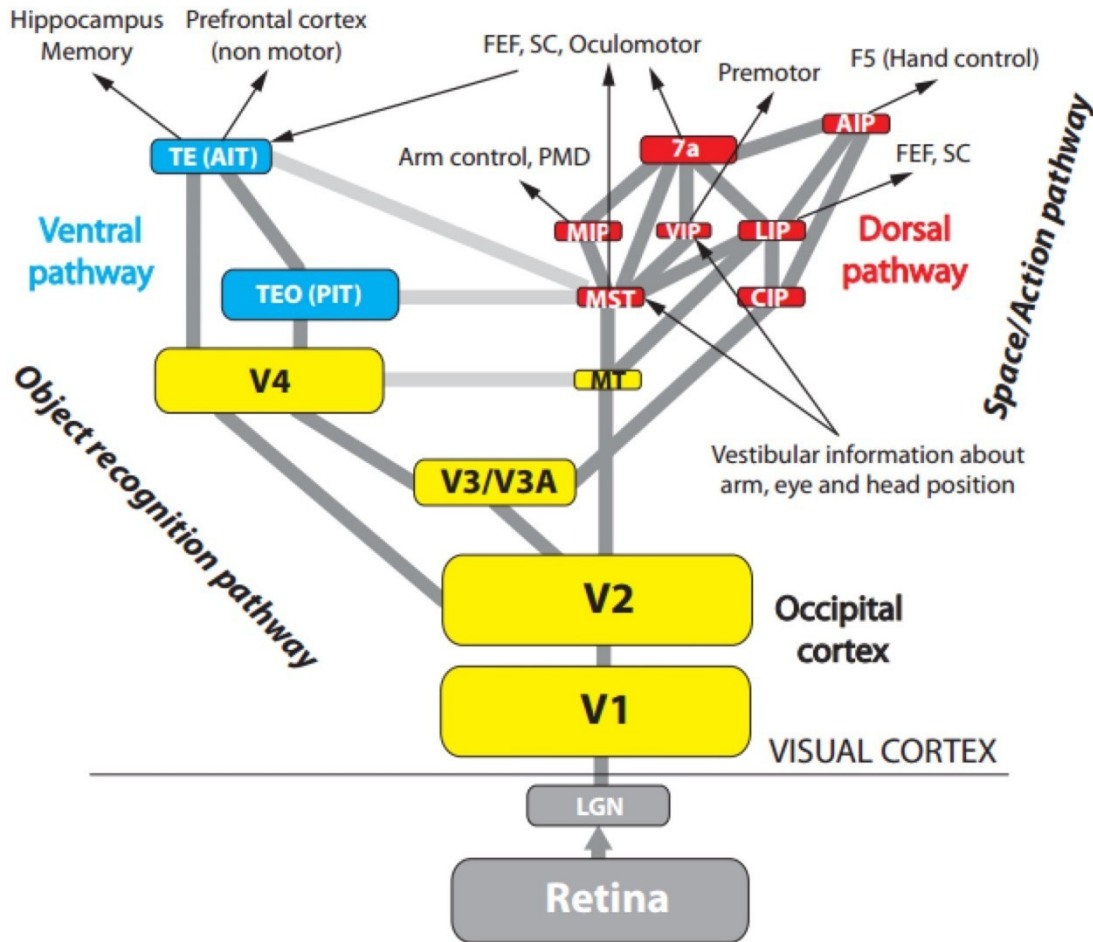 Hippocampus
Memory
Prefrontal cortex
(non motor)
FEF, SC, Oculomotor
Premotor
F5 (Hand control)
TE (AIT)
Arm control, PMD
7a
AIP
FEF, SC
Ventral
pathway
MIP
VIP
LIP
Dorsal
pathway
Space/Action pathway
TEO (PIT)
MST
CIP
V4
MT
Object recognition pathway
V3/V3A
Vestibular information about
arm, eye and head position
V2
Occipital
cortex
V1
VISUAL CORTEX
LGN
Retina